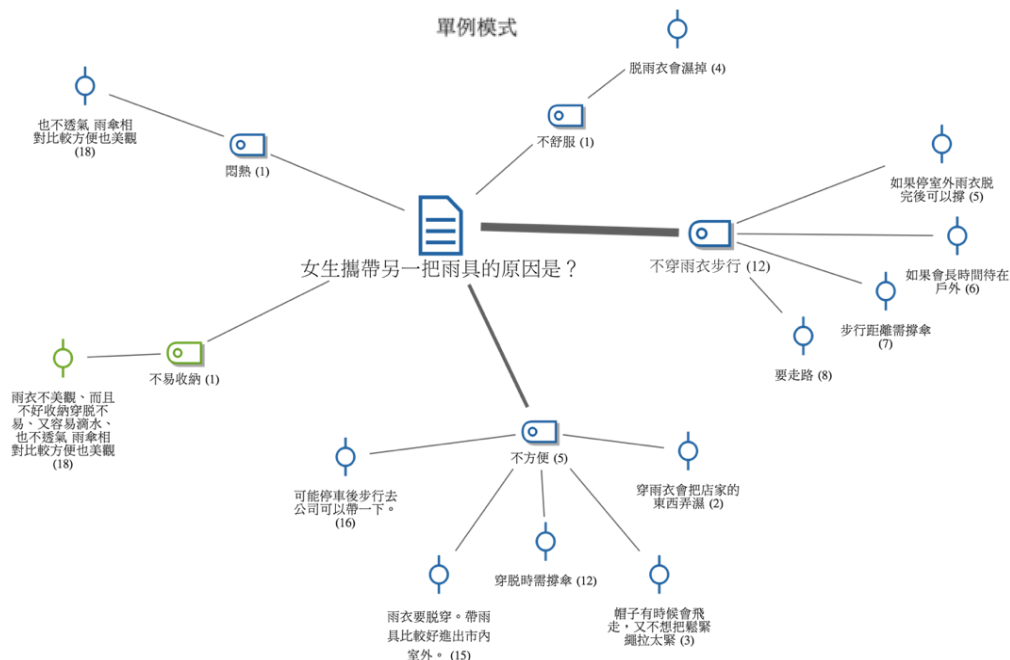 單例模式
脱雨衣會濕掉 (4)
不舒服 (1)
也不透氣 雨傘相
對比較方便也美觀
(18)
悶熱 (1)
如果停室外雨衣脱
完後可以撐 (5)
女生攜帶另一把雨具的原因是？
不穿雨衣步行 (12)
如果會長時間待在
戶外 (6)
步行距離需撐傘
(7)
要走路 (8)
不易收納 (1)
雨衣不美觀、而且
不好收納穿脱不
易、又容易滴水、
也不透氣 雨傘相
對比較方便也美觀
(18)
不方便 (5)
可能停車後步行去
公司可以帶一下。
(16)
穿雨衣會把店家的
東西弄濕 (2)
穿脱時需撐傘 (12)
雨衣要脱穿。帶雨
具比較好進出市內
室外。 (15)
帽子有時候會飛
走，又不想把鬆緊
繩拉太緊 (3)